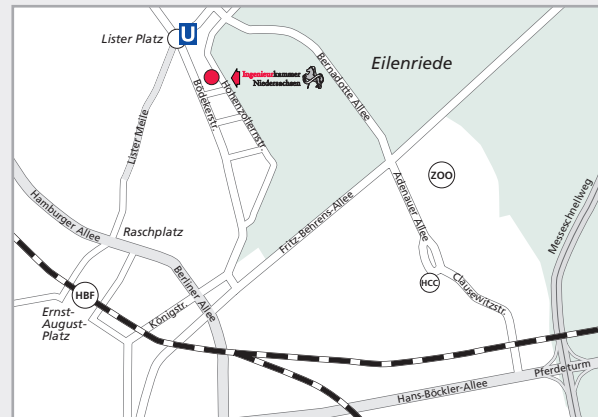 Lister Platz
U
Ingenieurkammer
Niedersachsen
Bödekerstr.
Hohenzollernstr.
Bernadotte Allee
Eilenriede
Lister Meile
ZOO
Adenauer Allee
Messeschnellweg
Hamburger Allee
Raschplatz
Fritz-Behrens-Allee
HCC
Clausewitzstr.
HBF
Berliner Allee
Königstr.
Ernst-
August-
Platz
Hans-Böckler-Allee
Pferdeturm